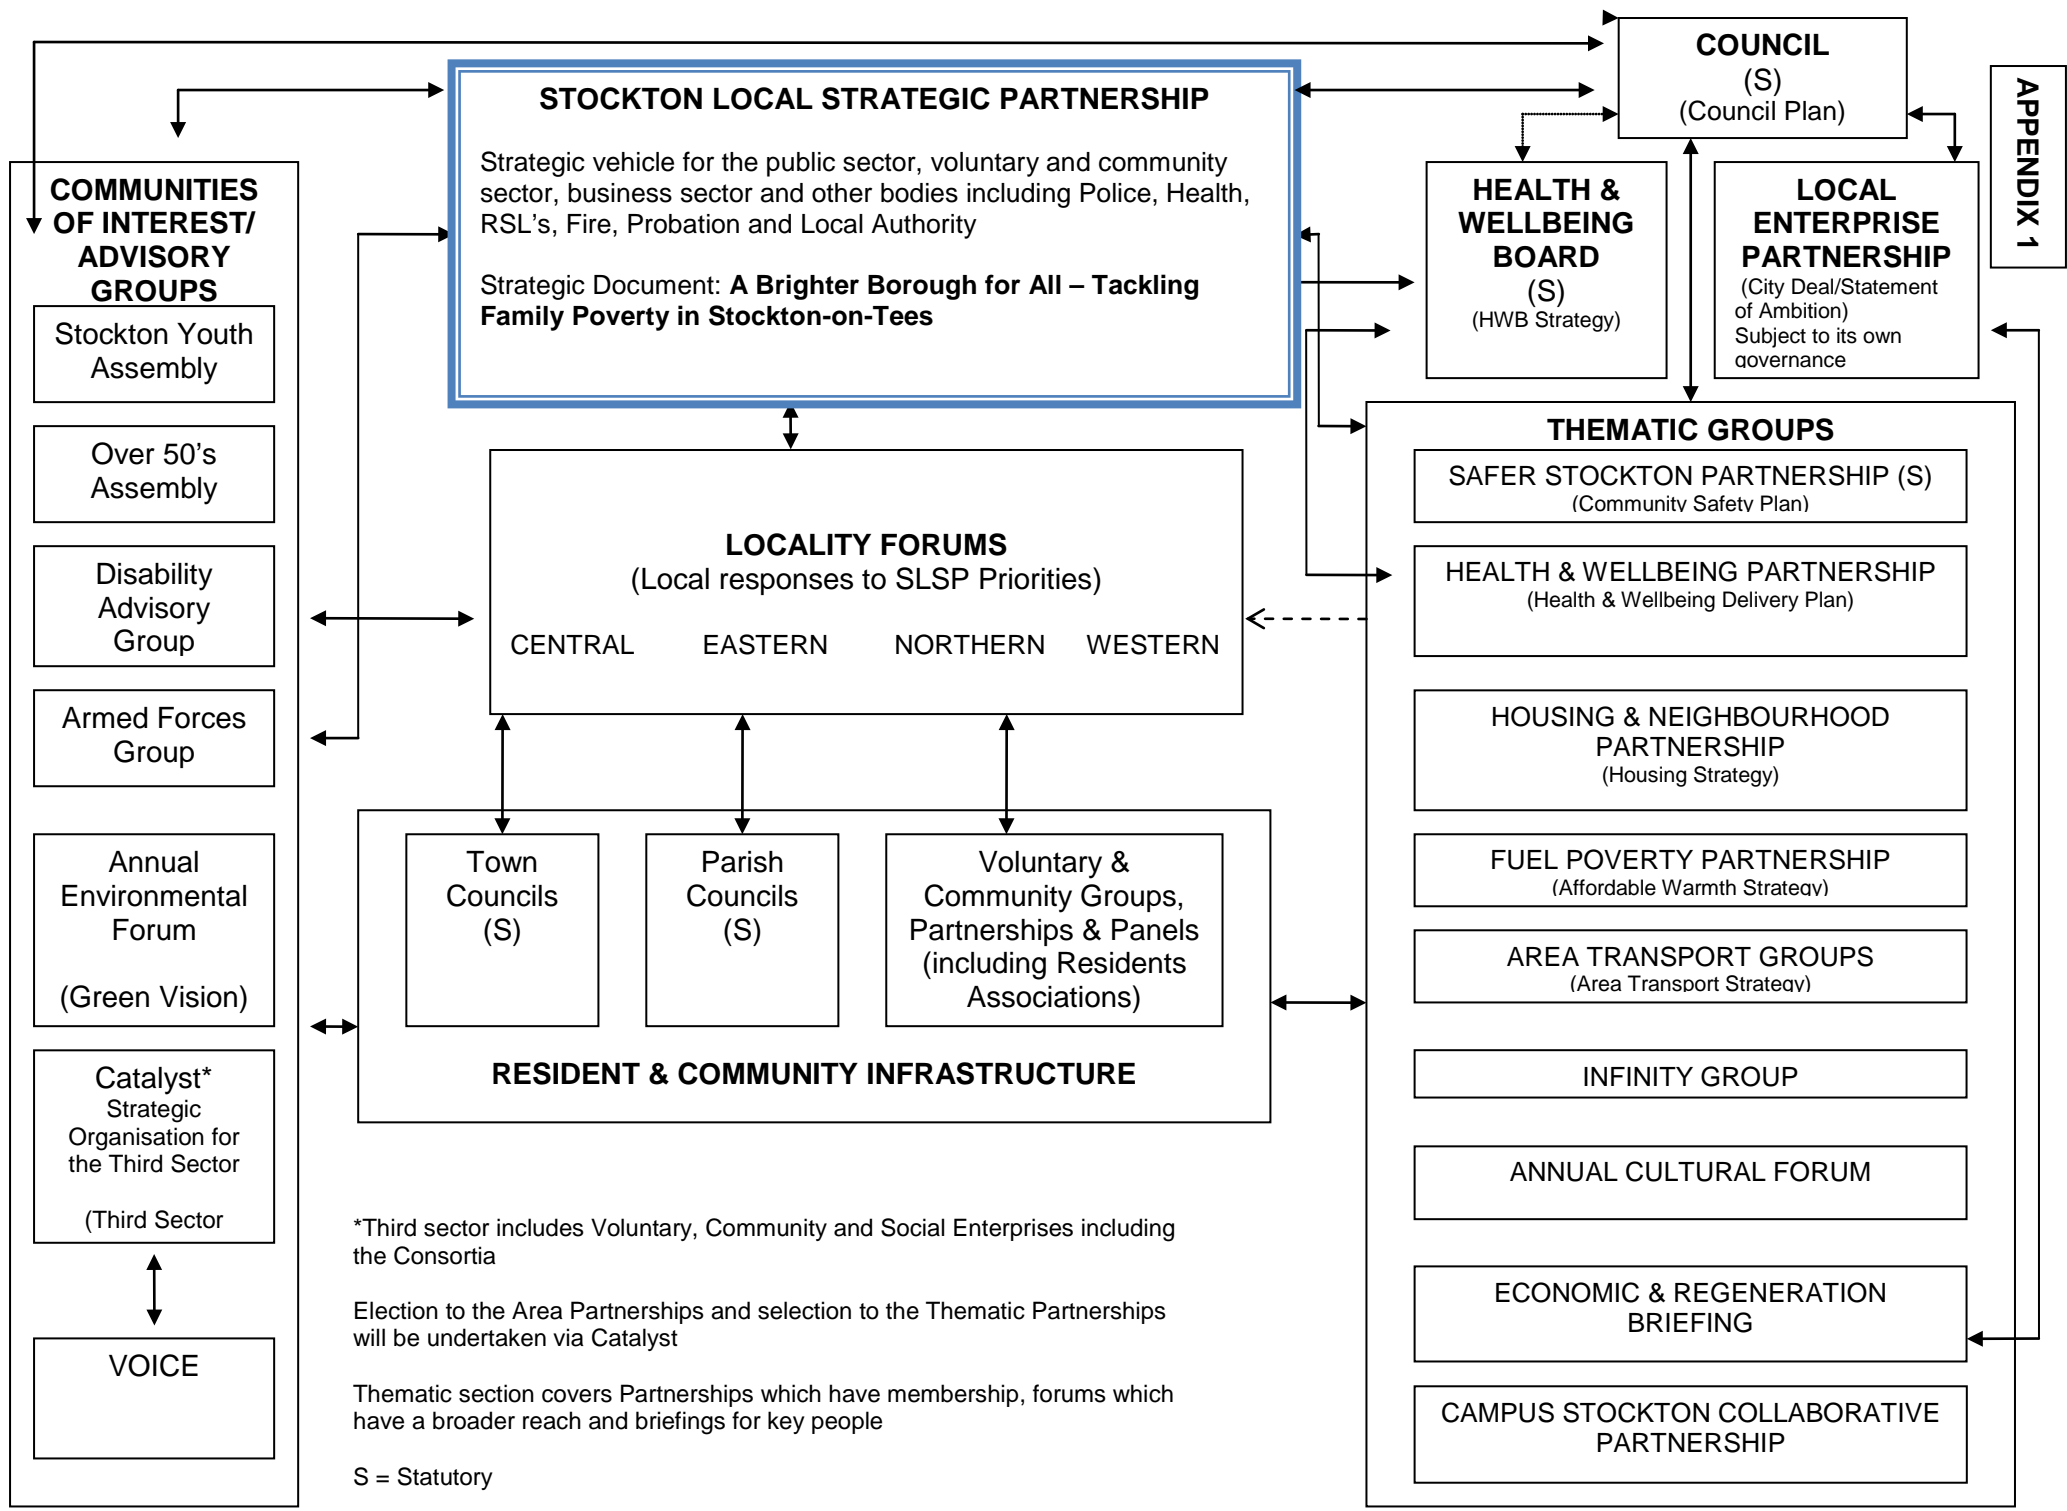 COUNCIL
(S)
(Council Plan)
APPENDIX 1
STOCKTON LOCAL STRATEGIC PARTNERSHIP
Strategic vehicle for the public sector, voluntary and community
sector, business sector and other bodies including Police, Health,
RSL's, Fire, Probation and Local Authority
Strategic Document: A Brighter Borough for All – Tackling
Family Poverty in Stockton-on-Tees
HEALTH &
WELLBEING
BOARD
(S)
(HWB Strategy)
LOCAL
ENTERPRISE
PARTNERSHIP
(City Deal/Statement
of Ambition)
Subject to its own
governance
COMMUNITIES
OF INTEREST/
ADVISORY
GROUPS
Stockton Youth
Assembly
Over 50's
Assembly
Disability
Advisory
Group
Armed Forces
Group
Annual
Environmental
Forum
(Green Vision)
Catalyst*
Strategic
Organisation for
the Third Sector
(Third Sector
VOICE
LOCALITY FORUMS
(Local responses to SLSP Priorities)
CENTRAL EASTERN NORTHERN WESTERN
Town
Councils
(S)
Parish
Councils
(S)
Voluntary &
Community Groups,
Partnerships & Panels
(including Residents
Associations)
RESIDENT & COMMUNITY INFRASTRUCTURE
THEMATIC GROUPS
SAFER STOCKTON PARTNERSHIP (S)
(Community Safety Plan)
HEALTH & WELLBEING PARTNERSHIP
(Health & Wellbeing Delivery Plan)
HOUSING & NEIGHBOURHOOD
PARTNERSHIP
(Housing Strategy)
FUEL POVERTY PARTNERSHIP
(Affordable Warmth Strategy)
AREA TRANSPORT GROUPS
(Area Transport Strategy)
INFINITY GROUP
ANNUAL CULTURAL FORUM
ECONOMIC & REGENERATION
BRIEFING
CAMPUS STOCKTON COLLABORATIVE
PARTNERSHIP
*Third sector includes Voluntary, Community and Social Enterprises including
the Consortia
Election to the Area Partnerships and selection to the Thematic Partnerships
will be undertaken via Catalyst
Thematic section covers Partnerships which have membership, forums which
have a broader reach and briefings for key people
S = Statutory